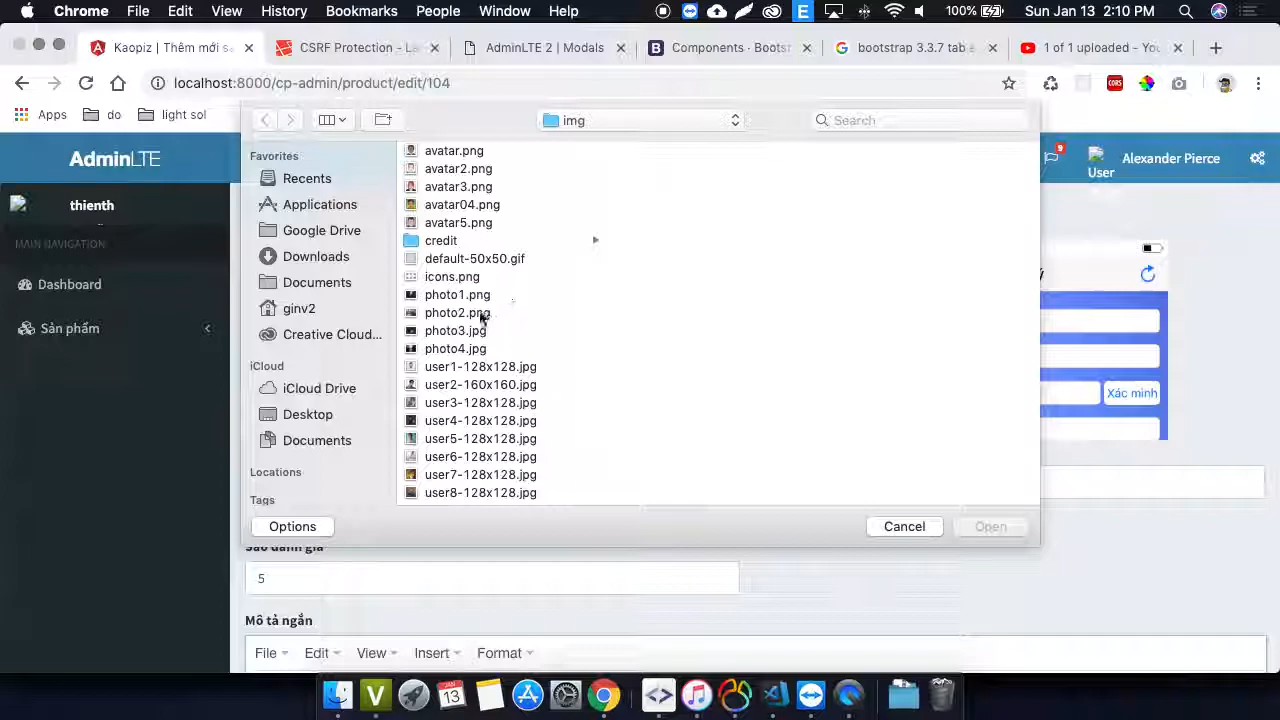 Chrome File Edit View History Bookmarks People Window Help 100% Sun Jan 13 2:10 PM
Kaopiz | Thêm mới s
CSRF Protection - La
AdminLTE 2 | Modals
Components · Boots
bootstrap 3.3.7 tab e
1 of 1 uploaded - You
localhost:8000/cp-admin/product/edit/104
CORS
Apps do light sol
img
Search
AdminLTE
9
User
Alexander Pierce
thienth
MAIN NAVIGATION
Dashboard
Sản phẩm
Favorites
Recents
Applications
Google Drive
Downloads
Documents
ginv2
Creative Cloud...
iCloud
iCloud Drive
Desktop
Documents
Locations
Tags
avatar.png
avatar2.png
avatar3.png
avatar04.png
avatar5.png
credit
default-50x50.gif
icons.png
photo1.png
photo2.png
photo3.jpg
photo4.jpg
user1-128x128.jpg
user2-160x160.jpg
user3-128x128.jpg
user4-128x128.jpg
user5-128x128.jpg
user6-128x128.jpg
user7-128x128.jpg
user8-128x128.jpg
Xác minh
Options
Cancel
Open
Sao đánh giá
5
Mô tả ngắn
File Edit View Insert Format
JAN
13